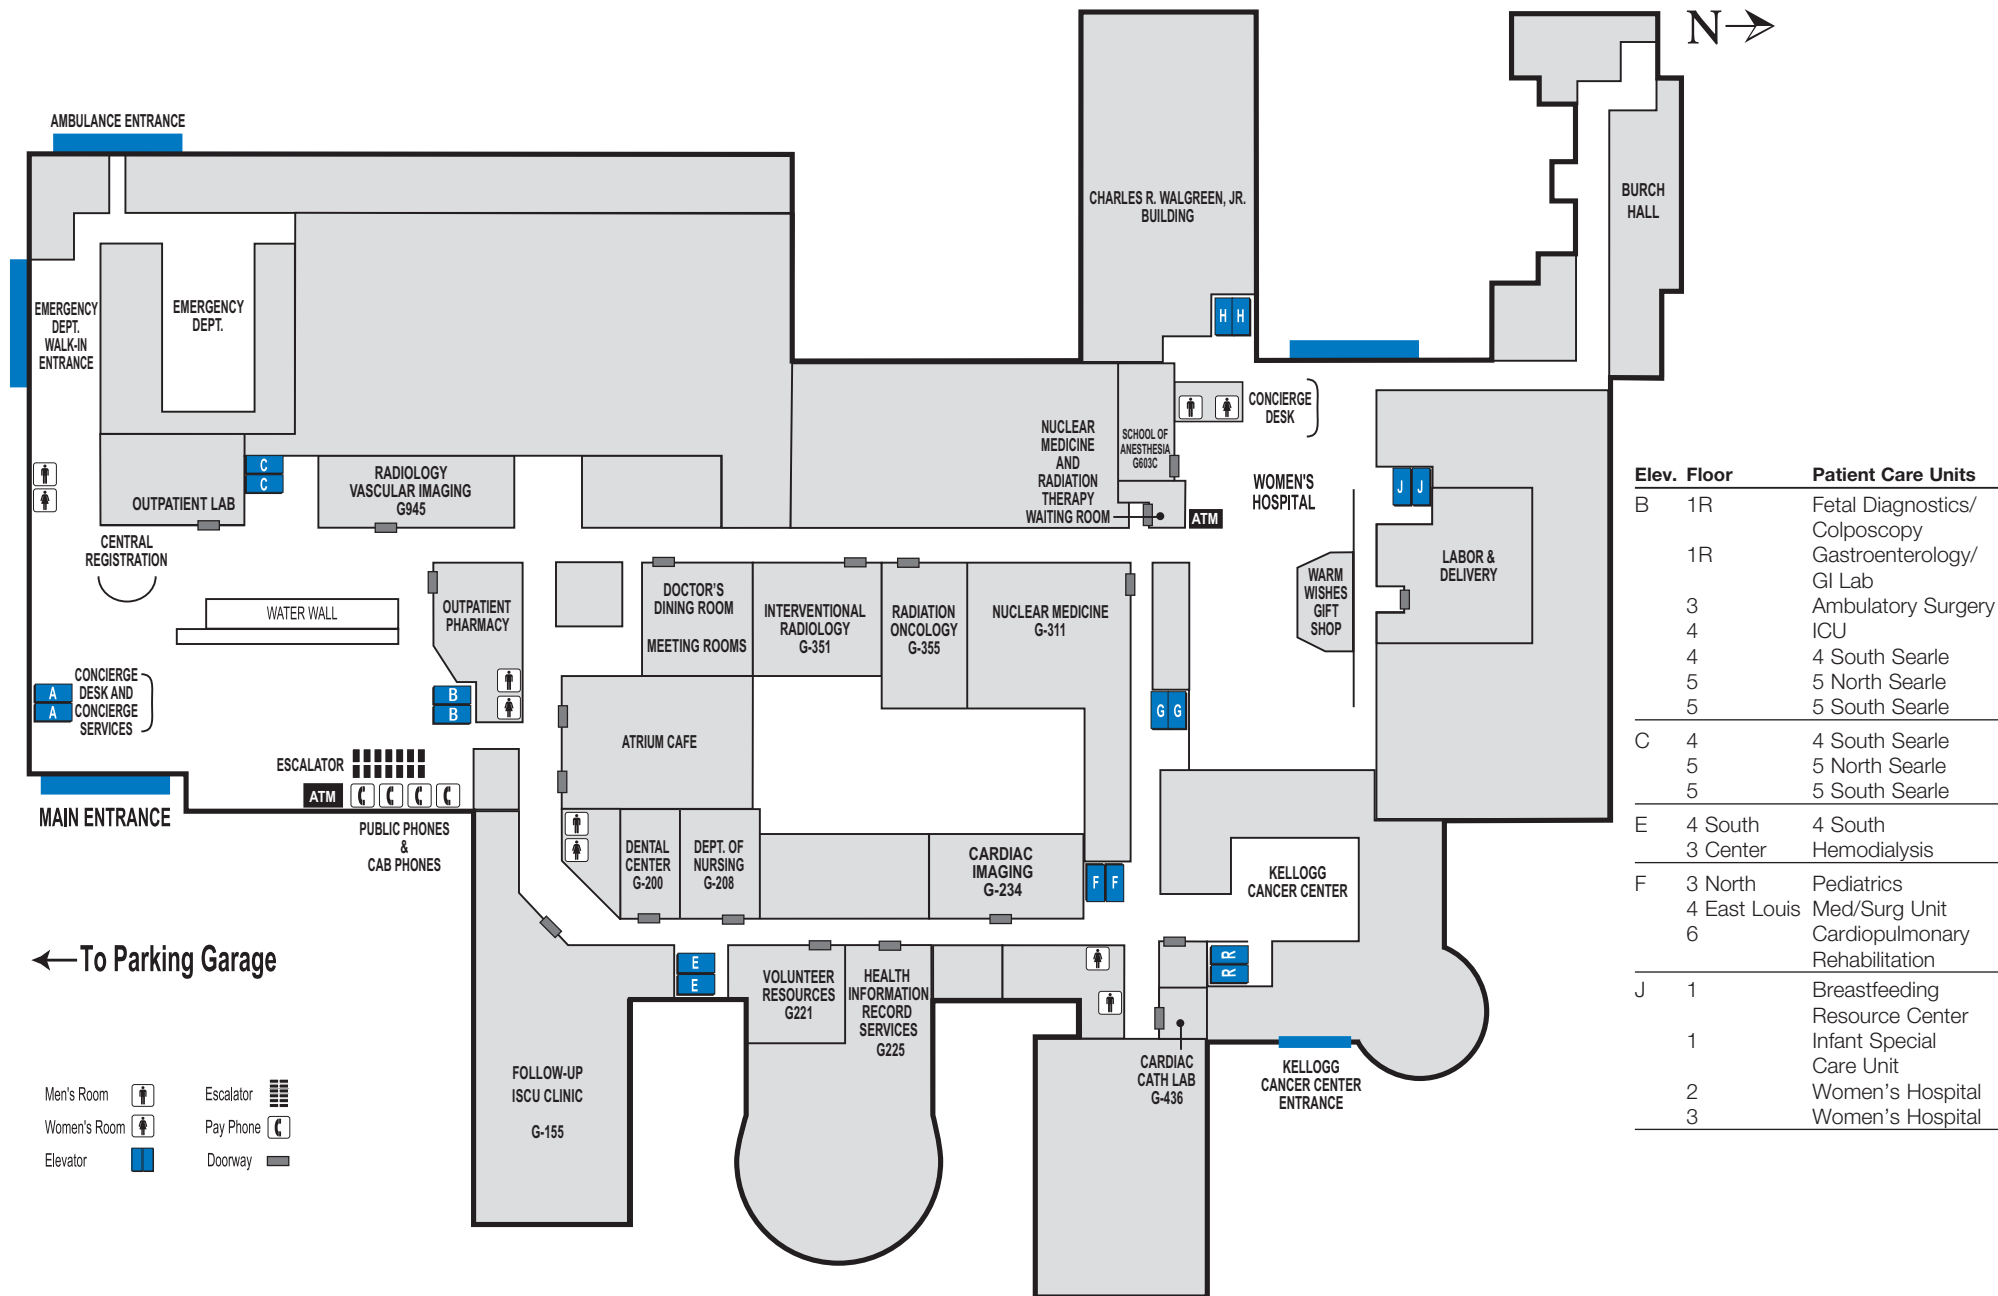 N
AMBULANCE ENTRANCE
CHARLES R. WALGREEN, JR.
BUILDING
BURCH
HALL
EMERGENCY
DEPT.
WALK-IN
ENTRANCE
EMERGENCY
DEPT.
H H
CONCIERGE
DESK
NUCLEAR
MEDICINE
AND
RADIATION
THERAPY
WAITING ROOM
SCHOOL OF
ANESTHESIA
G603C
ATM
WOMEN'S
HOSPITAL
C
C
RADIOLOGY
VASCULAR IMAGING
G945
OUTPATIENT LAB
J J
CENTRAL
REGISTRATION
LABOR &
DELIVERY
WATER WALL
OUTPATIENT
PHARMACY
DOCTOR'S
DINING ROOM
MEETING ROOMS
INTERVENTIONAL
RADIOLOGY
G-351
RADIATION
ONCOLOGY
G-355
NUCLEAR MEDICINE
G-311
WARM
WISHES
GIFT
SHOP
A
A
CONCIERGE
DESK AND
CONCIERGE
SERVICES
B
B
G G
ATRIUM CAFE
ESCALATOR
ATM
MAIN ENTRANCE
PUBLIC PHONES
&
CAB PHONES
DENTAL
CENTER
G-200
DEPT. OF
NURSING
G-208
CARDIAC
IMAGING
G-234
F F
KELLOGG
CANCER CENTER
To Parking Garage
E
E
VOLUNTEER
RESOURCES
G221
HEALTH
INFORMATION
RECORD
SERVICES
G225
R
R
CARDIAC
CATH LAB
G-436
KELLOGG
CANCER CENTER
ENTRANCE
FOLLOW-UP
ISCU CLINIC
G-155
Men's Room
Escalator
Women's Room
Pay Phone
Elevator
Doorway
Elev. Floor Patient Care Units
B 1R Fetal Diagnostics/
Colposcopy
1R Gastroenterology/
GI Lab
3 Ambulatory Surgery
4 ICU
4 4 South Searle
5 5 North Searle
5 5 South Searle
C 4 4 South Searle
5 5 North Searle
5 5 South Searle
E 4 South 4 South
3 Center Hemodialysis
F 3 North Pediatrics
4 East Louis Med/Surg Unit
6 Cardiopulmonary
Rehabilitation
J 1 Breastfeeding
Resource Center
1 Infant Special
Care Unit
2 Women's Hospital
3 Women's Hospital